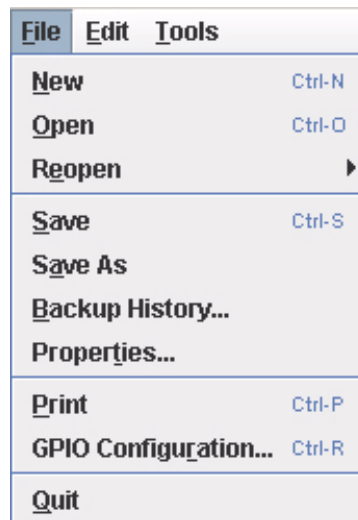 File Edit Tools
New Ctrl-N
Open Ctrl-O
Reopen
Save Ctrl-S
Save As
Backup History...
Properties...
Print Ctrl-P
GPIO Configuration... Ctrl-R
Quit